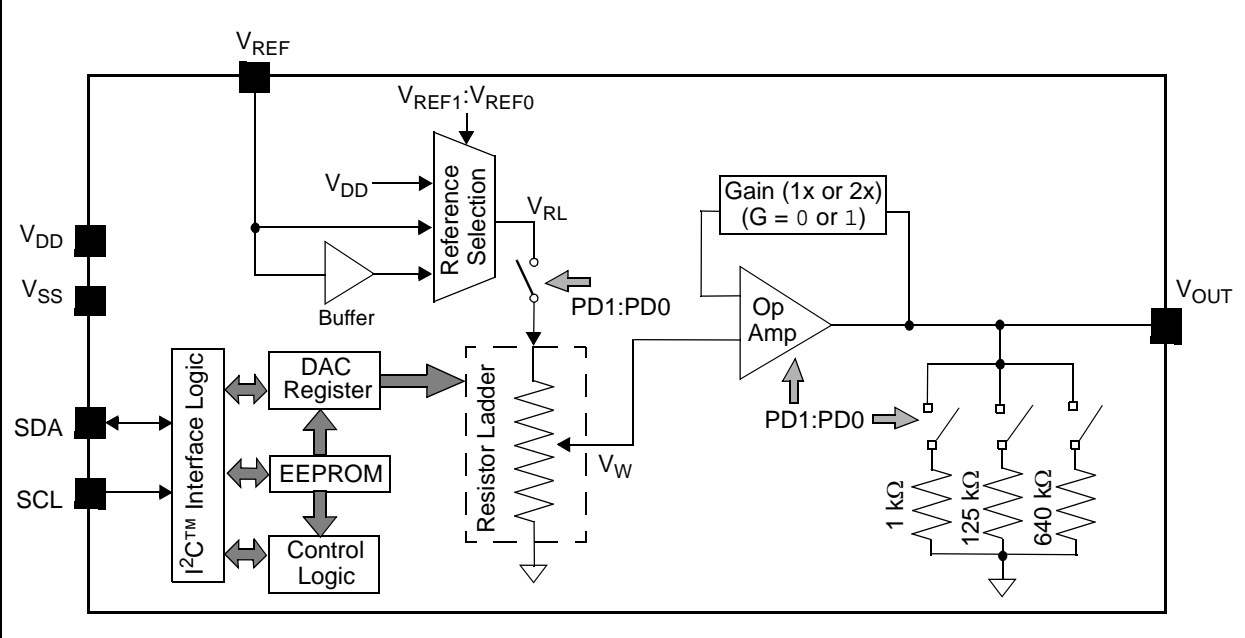 VREF
VREF1:VREF0
VDD
Reference
Selection
VRL
Gain (1x or 2x)
(G = 0 or 1)
VDD
VSS
Buffer
PD1:PD0
Op
Amp
VOUT
I²C™ Interface Logic
DAC
Register
Resistor Ladder
PD1:PD0
SDA
EEPROM
VW
SCL
1 kΩ
125 kΩ
640 kΩ
Control
Logic